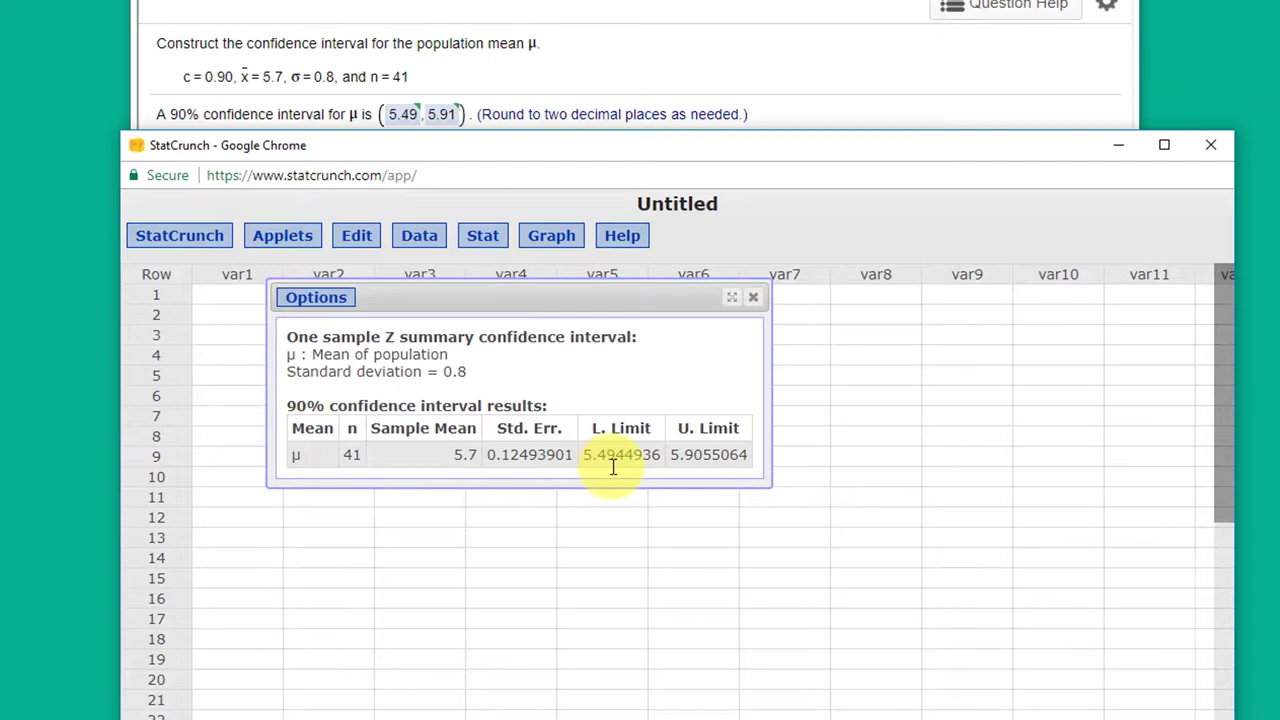 Question Help
Construct the confidence interval for the population mean μ.
c = 0.90, x̄ = 5.7, σ = 0.8, and n = 41
A 90% confidence interval for μ is ( 5.49 , 5.91 ) . (Round to two decimal places as needed.)
StatCrunch - Google Chrome
Secure https://www.statcrunch.com/app/
Untitled
StatCrunch Applets Edit Data Stat Graph Help
Row var1 var2 var3 var4 var5 var6 var7 var8 var9 var10 var11 va
1
Options
2
3
One sample Z summary confidence interval:
4
μ : Mean of population
5
Standard deviation = 0.8
6
7
90% confidence interval results:
8
Mean n Sample Mean Std. Err. L. Limit U. Limit
9
μ 41 5.7 0.12493901 5.4944936 5.9055064
10
11
12
13
14
15
16
17
18
19
20
21
22